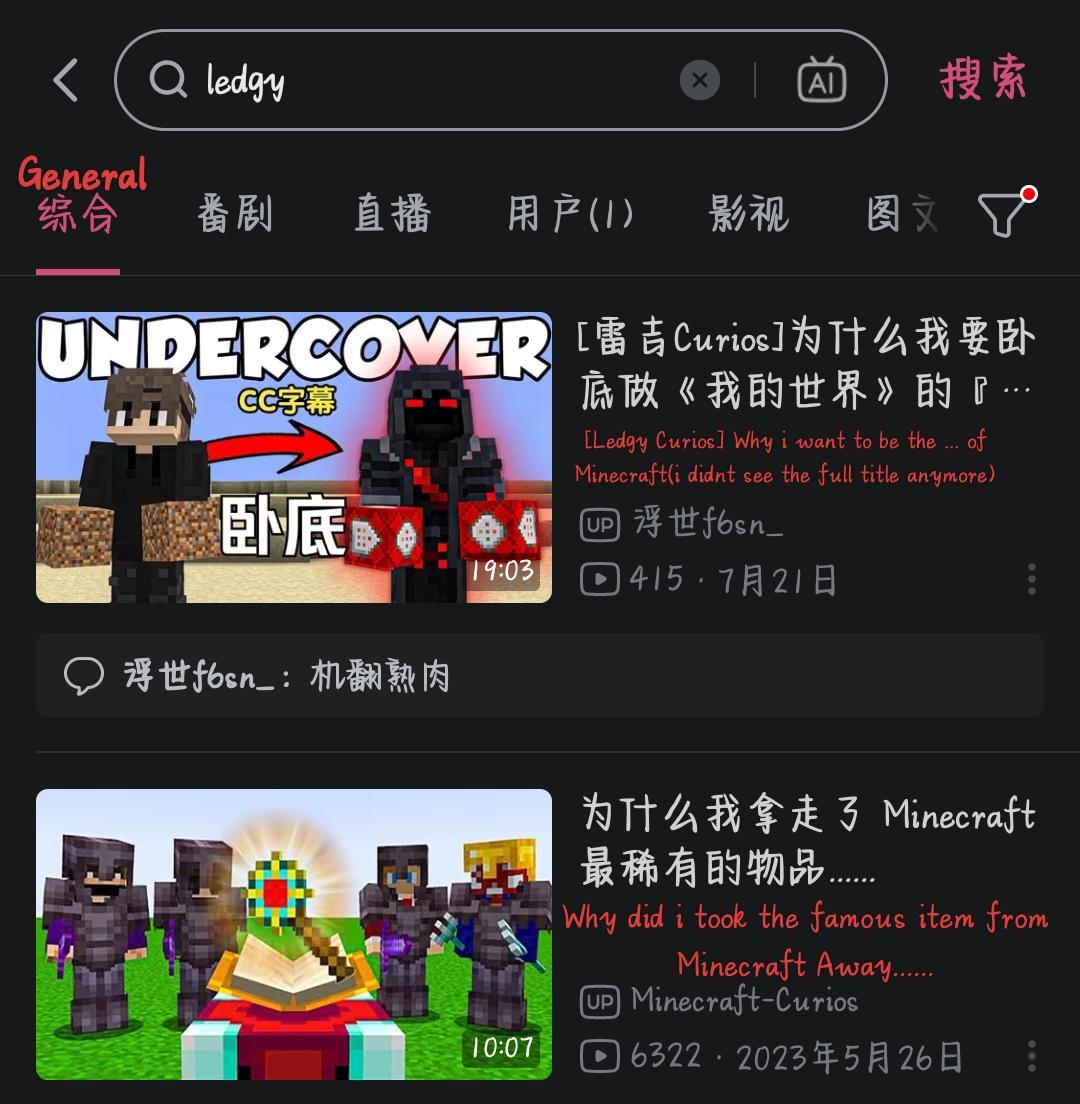 ledgy
AI
搜索
General
综合 番剧 直播 用户(1) 影视 图文
UNDERCOVER
CC字幕
卧底
19:03
[雷吉Curios]为什么我要卧
底做《我的世界》的『…
[Ledgy Curios] Why i want to be the ... of
Minecraft(i didnt see the full title anymore)
UP 浮世f6sn_
415 · 7月21日
浮世f6sn_：机翻熟肉
10:07
为什么我拿走了 Minecraft
最稀有的物品......
Why did i took the famous item from
Minecraft Away......
UP Minecraft-Curios
6322 · 2023年5月26日